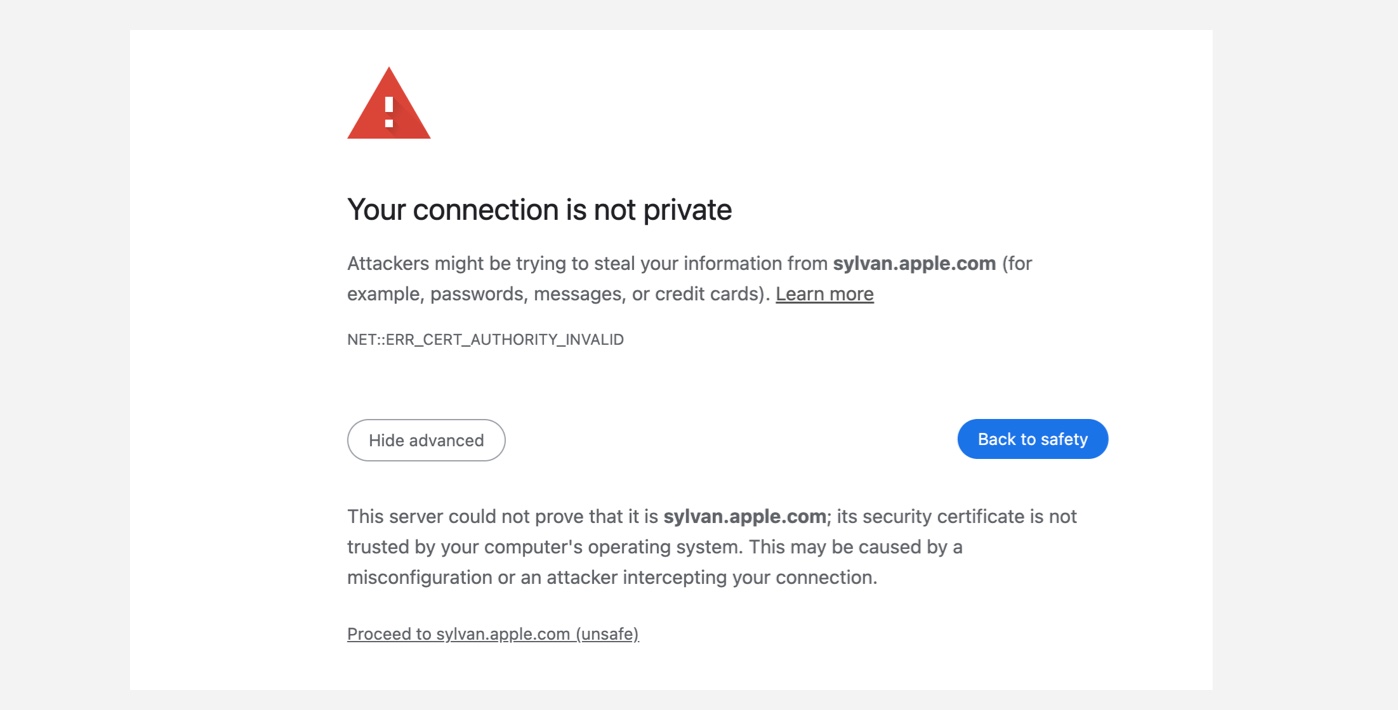 Your connection is not private
Attackers might be trying to steal your information from sylvan.apple.com (for
example, passwords, messages, or credit cards). Learn more
NET::ERR_CERT_AUTHORITY_INVALID
Hide advanced
Back to safety
This server could not prove that it is sylvan.apple.com; its security certificate is not
trusted by your computer's operating system. This may be caused by a
misconfiguration or an attacker intercepting your connection.
Proceed to sylvan.apple.com (unsafe)